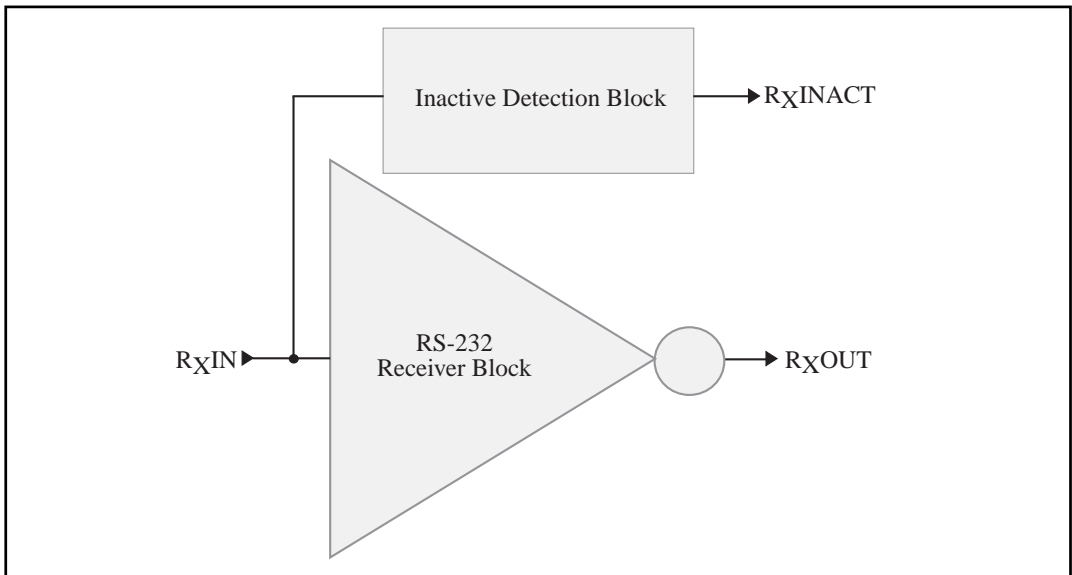 Inactive Detection Block
RXINACT
RXIN
RS-232
Receiver Block
RXOUT